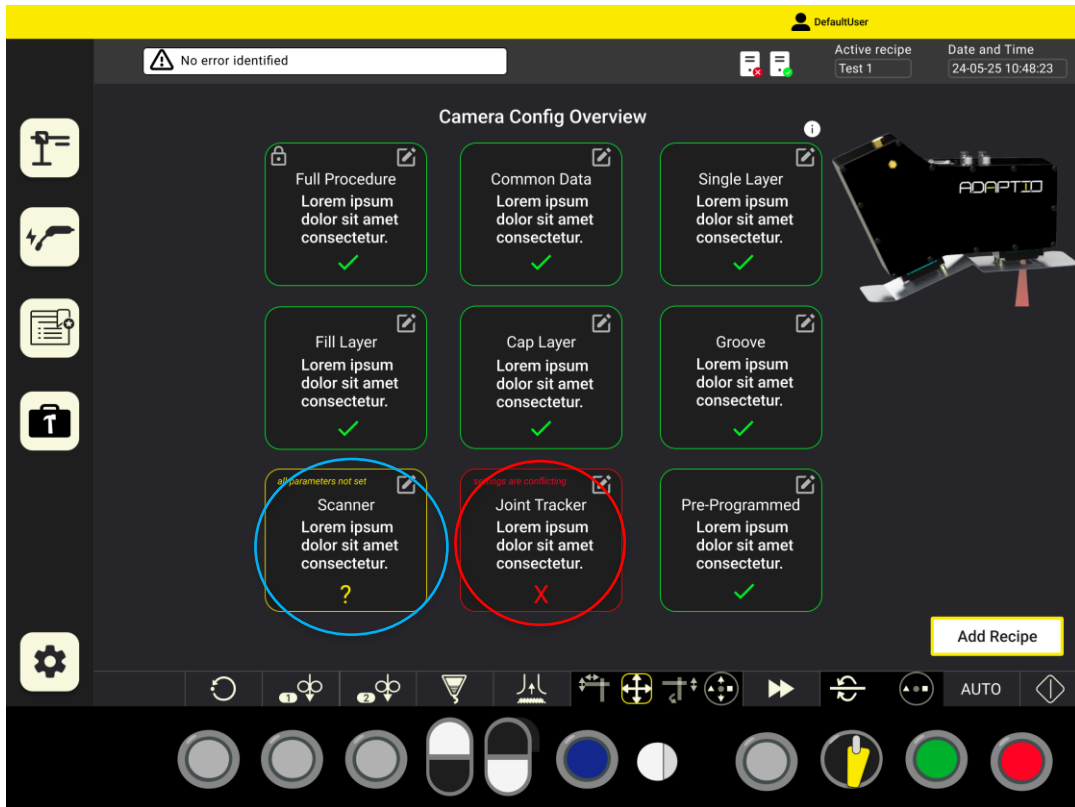 DefaultUser
No error identified
Active recipe
Test 1
Date and Time
24-05-25 10:48:23
Camera Config Overview
i
Full Procedure
Lorem ipsum
dolor sit amet
consectetur.
Common Data
Lorem ipsum
dolor sit amet
consectetur.
Single Layer
Lorem ipsum
dolor sit amet
consectetur.
ADAPTIO
Fill Layer
Lorem ipsum
dolor sit amet
consectetur.
Cap Layer
Lorem ipsum
dolor sit amet
consectetur.
Groove
Lorem ipsum
dolor sit amet
consectetur.
all parameters not set
Scanner
Lorem ipsum
dolor sit amet
consectetur.
?
settings are conflicting
Joint Tracker
Lorem ipsum
dolor sit amet
consectetur.
X
Pre-Programmed
Lorem ipsum
dolor sit amet
consectetur.
Add Recipe
1
2
AUTO